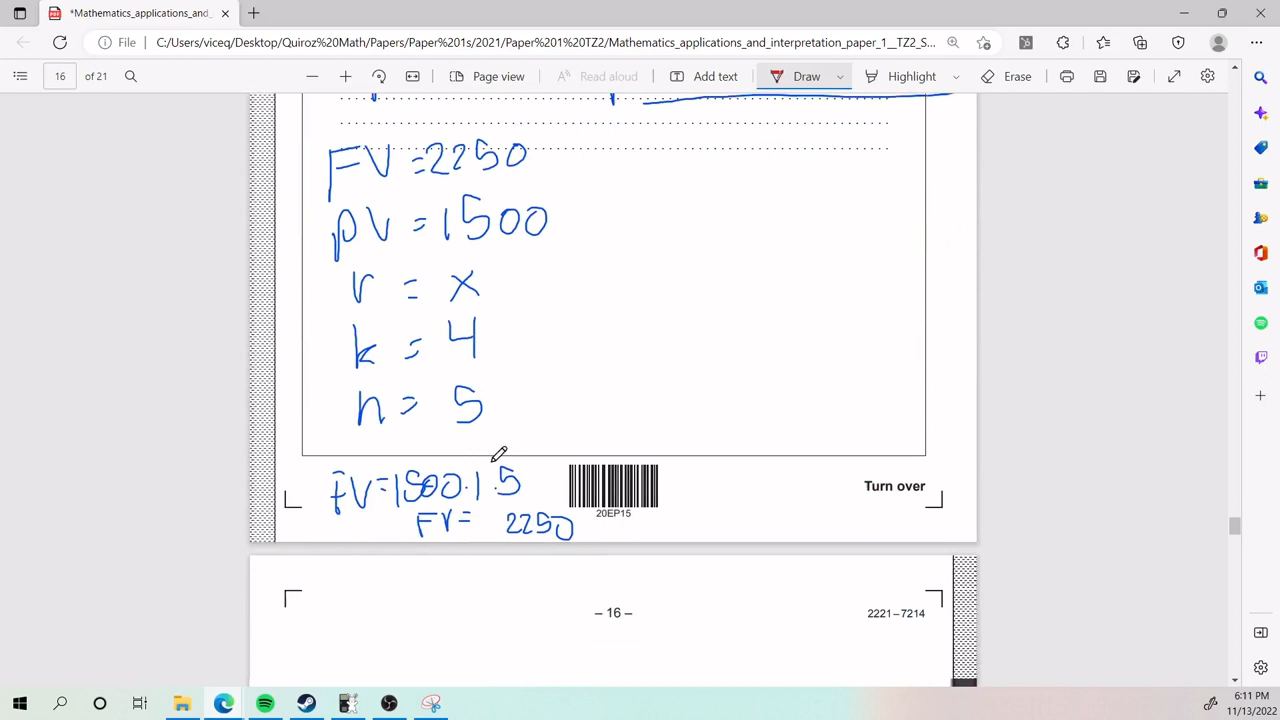 *Mathematics_applications_and_
File
C:/Users/viceq/Desktop/Quiroz%20Math/Papers/Paper%201s/2021/Paper%201%20TZ2/Mathematics_applications_and_interpretation_paper_1__TZ2_S...
16 of 21
Page view
Read aloud
Add text
Draw
Highlight
Erase
FV = 2250
PV = 1500
r = x
k = 4
n = 5
FV = 1500 · 1.5
FV = 2250
20EP15
Turn over
– 16 –
2221–7214
6:11 PM
11/13/2022